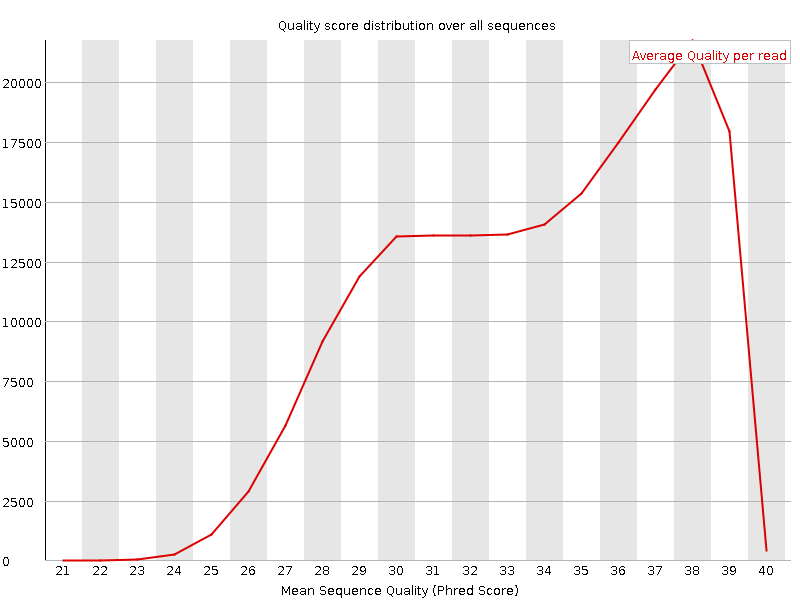 Quality score distribution over all sequences
Average Quality per read
20000
17500
15000
12500
10000
7500
5000
2500
0
21 22 23 24 25 26 27 28 29 30 31 32 33 34 35 36 37 38 39 40
Mean Sequence Quality (Phred Score)